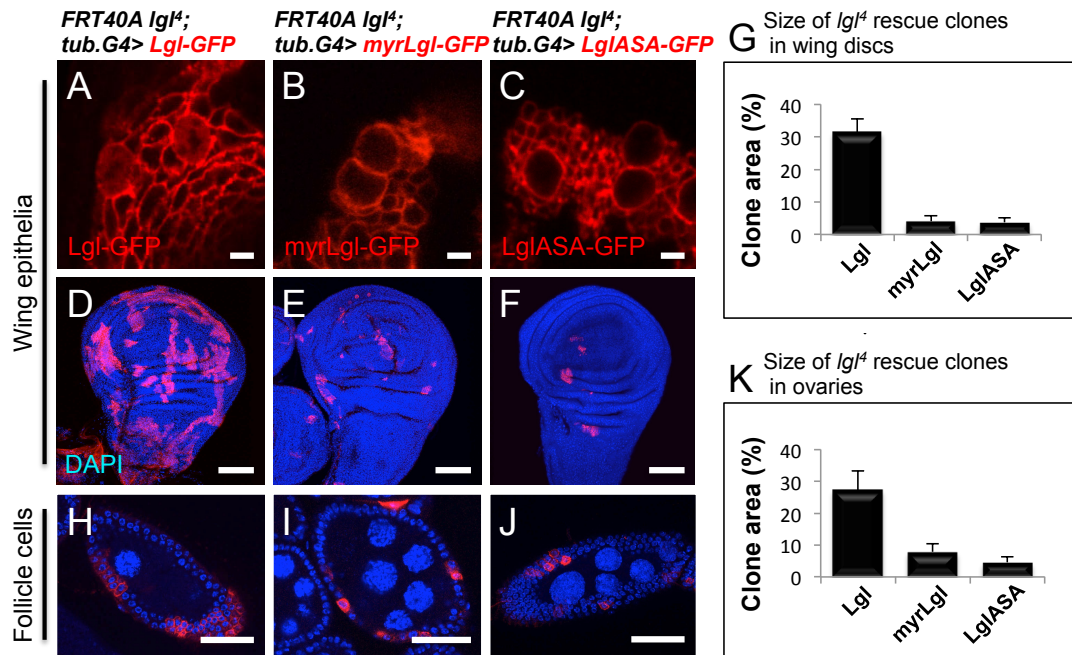 FRT40A lgl⁴;
tub.G4> Lgl-GFP
FRT40A lgl⁴;
tub.G4> myrLgl-GFP
FRT40A lgl⁴;
tub.G4> LglASA-GFP
Wing epithelia
A
Lgl-GFP
B
myrLgl-GFP
C
LglASA-GFP
D
DAPI
E
F
Follicle cells
H
I
J
G Size of lgl⁴ rescue clones
in wing discs
Clone area (%)
40
30
20
10
0
Lgl
myrLgl
LglASA
K Size of lgl⁴ rescue clones
in ovaries
Clone area (%)
40
30
20
10
0
Lgl
myrLgl
LglASA